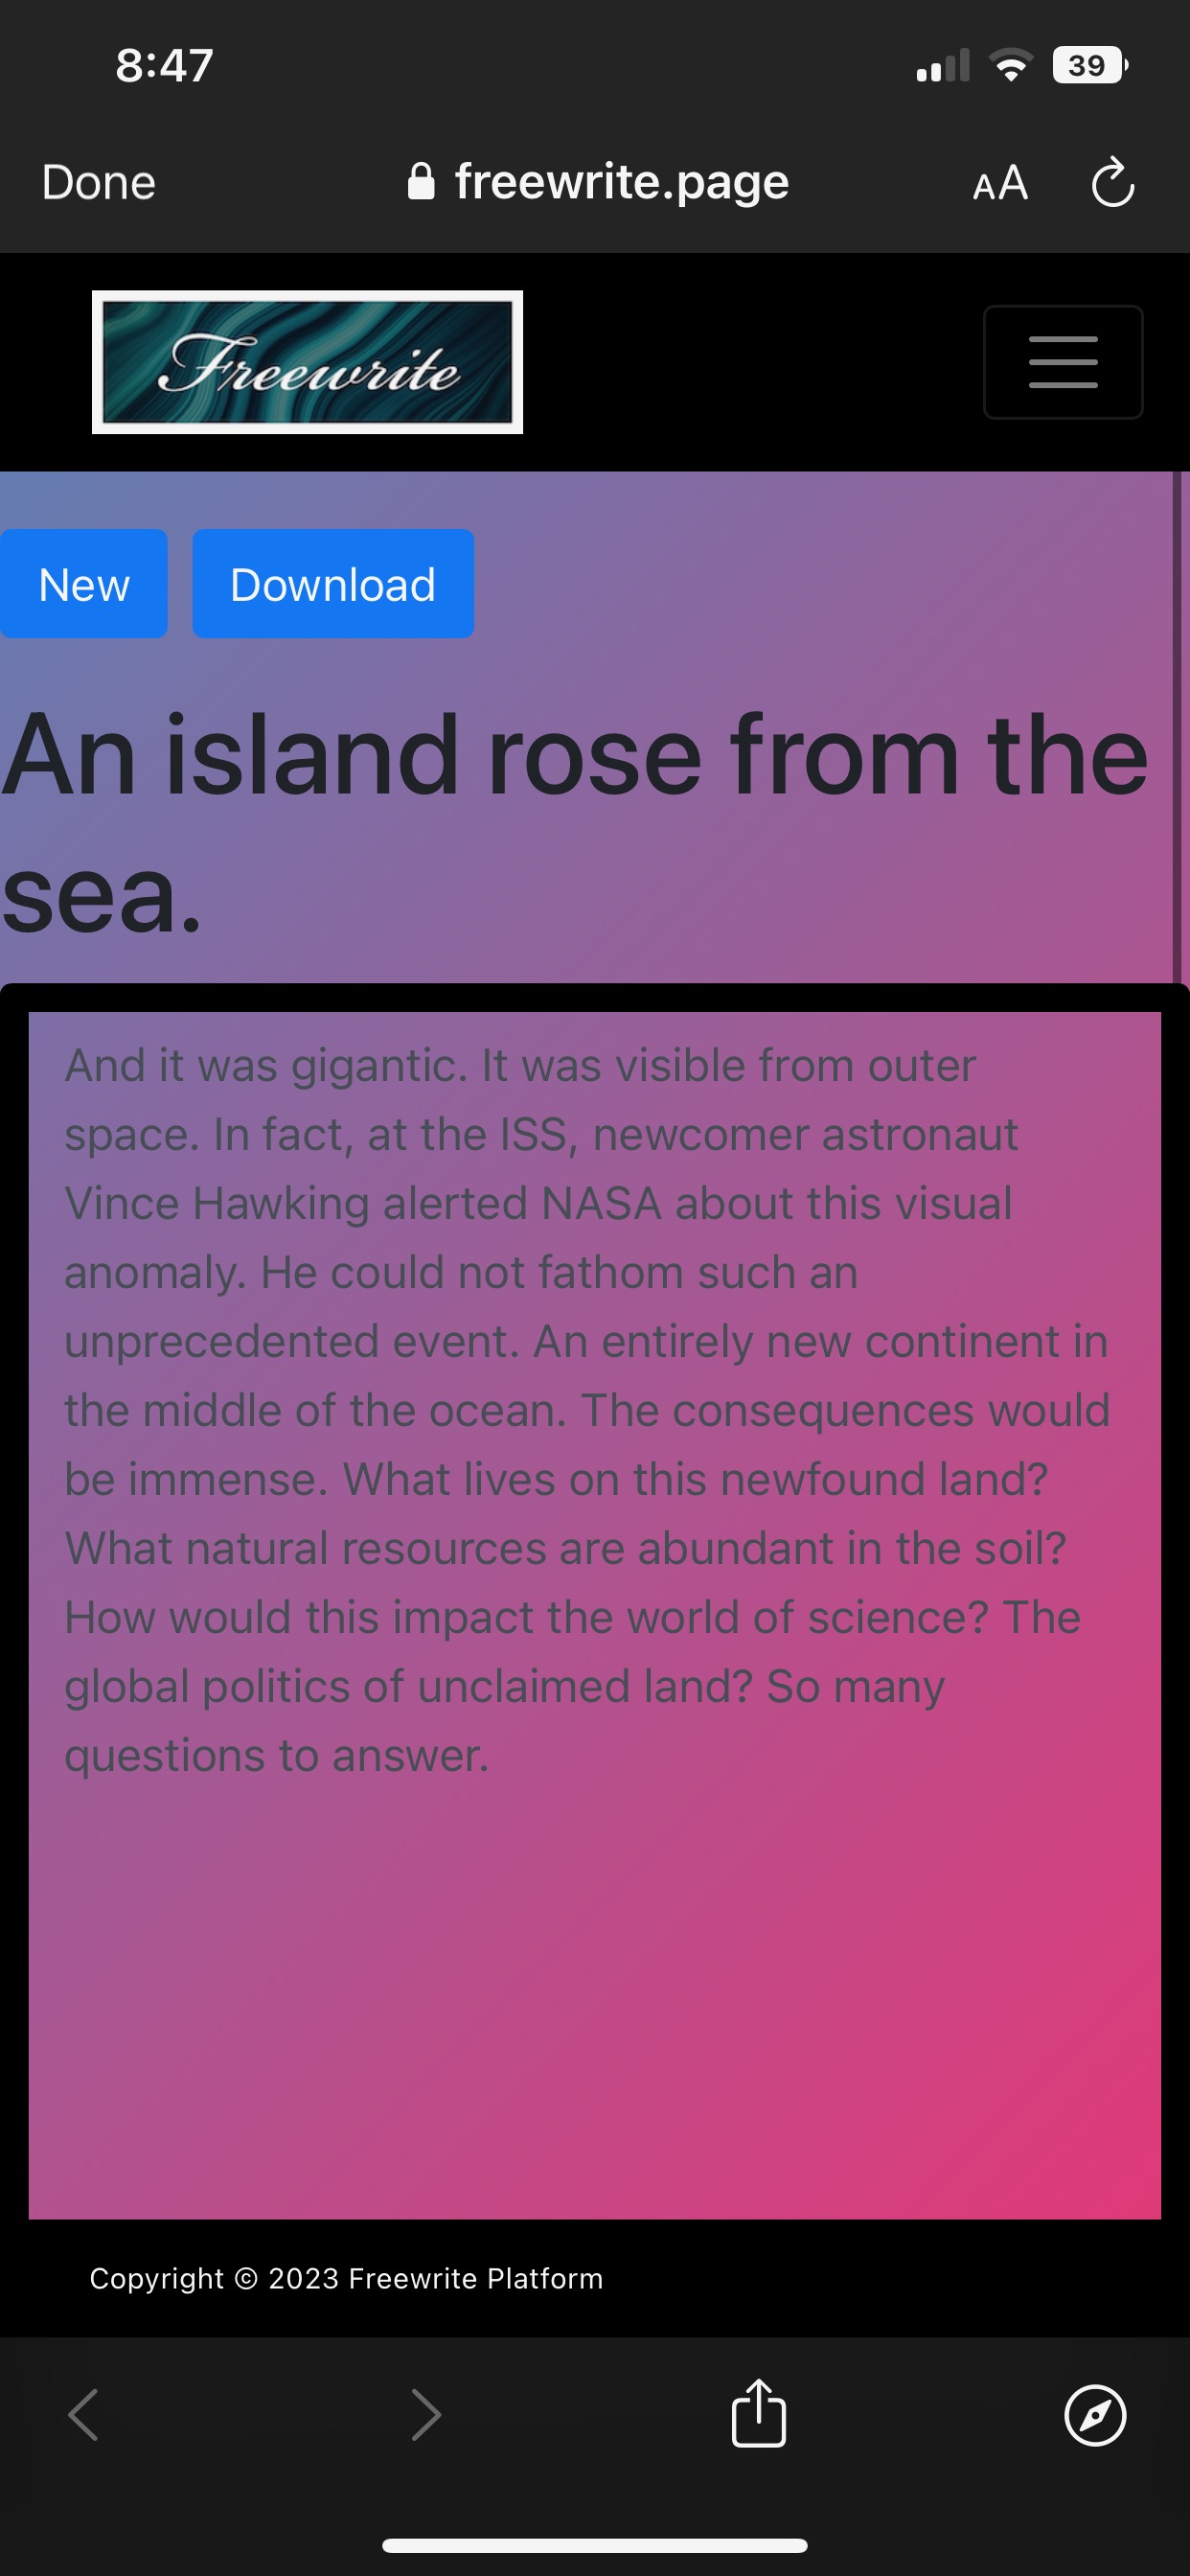 8:47
39
Done
freewrite.page
AA
Freewrite
New
Download
An island rose from the
sea.
And it was gigantic. It was visible from outer
space. In fact, at the ISS, newcomer astronaut
Vince Hawking alerted NASA about this visual
anomaly. He could not fathom such an
unprecedented event. An entirely new continent in
the middle of the ocean. The consequences would
be immense. What lives on this newfound land?
What natural resources are abundant in the soil?
How would this impact the world of science? The
global politics of unclaimed land? So many
questions to answer.
Copyright © 2023 Freewrite Platform